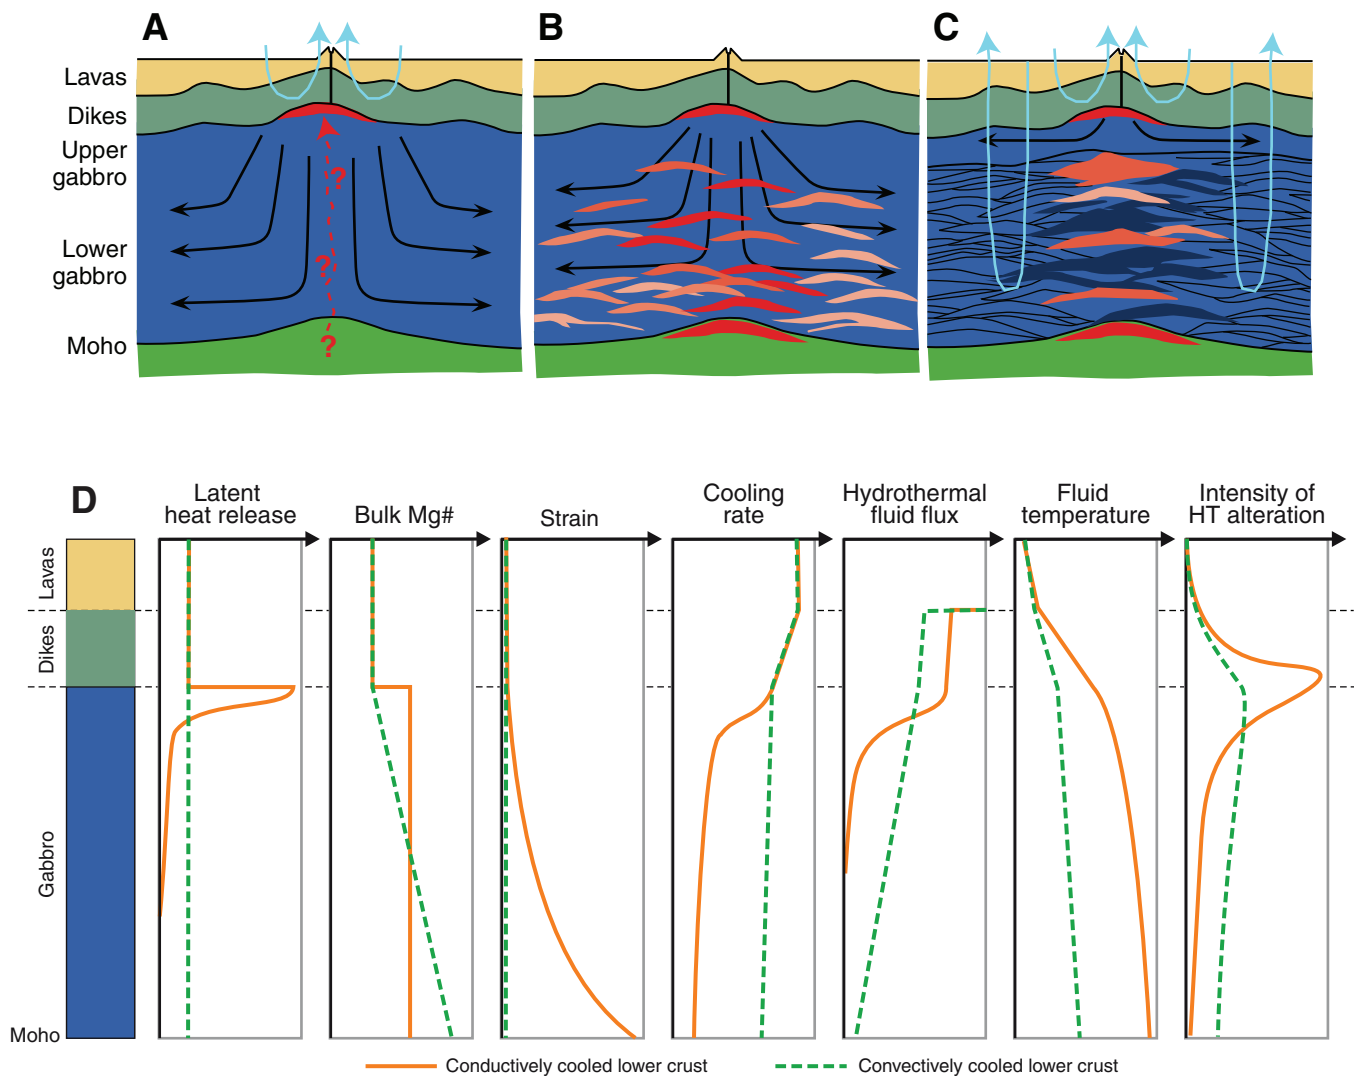 A
B
C
Lavas
Dikes
Upper
gabbro
Lower
gabbro
Moho
?
?
?
D
Latent
heat release
Bulk Mg#
Strain
Cooling
rate
Hydrothermal
fluid flux
Fluid
temperature
Intensity of
HT alteration
Lavas
Dikes
Gabbro
Moho
Conductively cooled lower crust
Convectively cooled lower crust